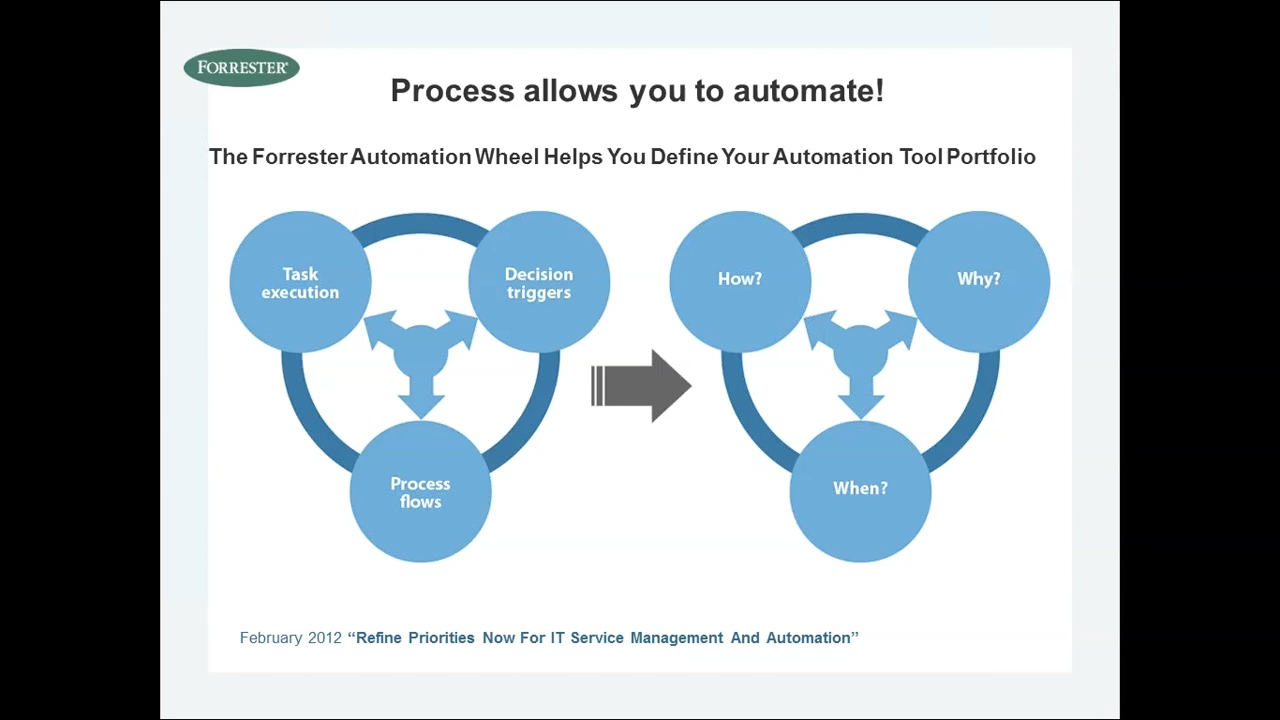 FORRESTER®
Process allows you to automate!
The Forrester Automation Wheel Helps You Define Your Automation Tool Portfolio
Task
execution
Decision
triggers
Process
flows
How?
Why?
When?
February 2012 “Refine Priorities Now For IT Service Management And Automation”